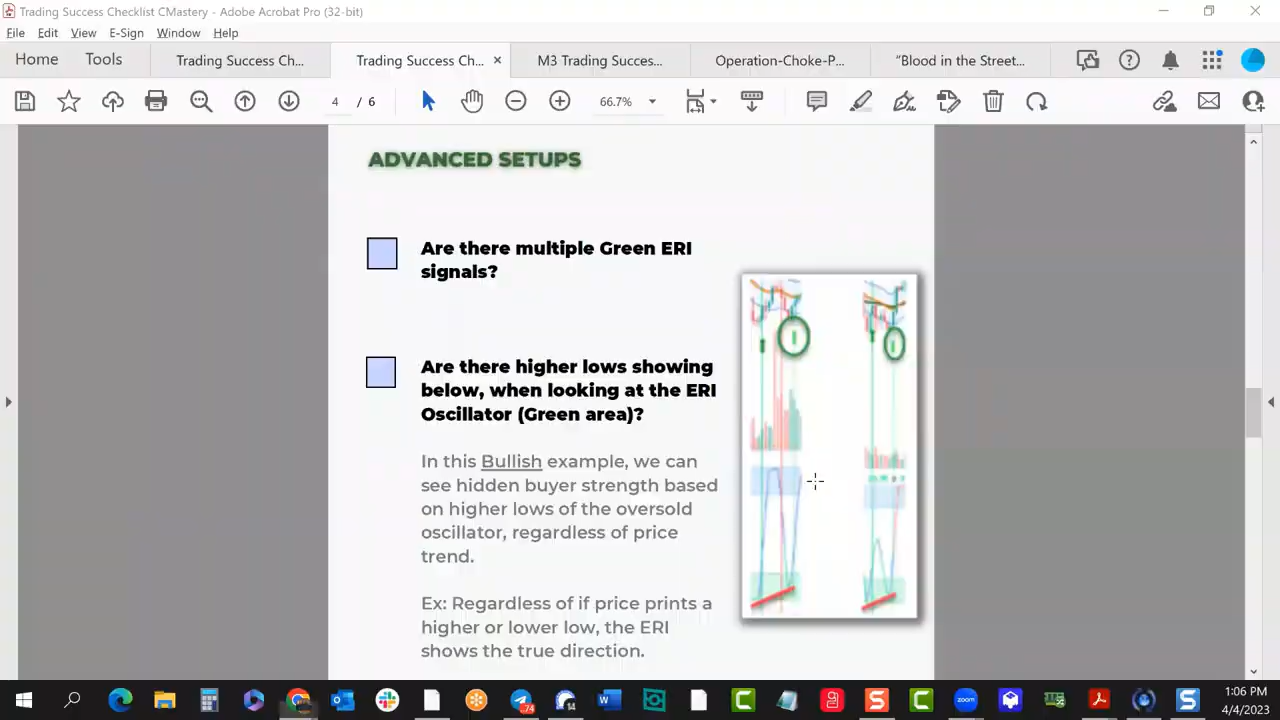 Trading Success Checklist CMastery - Adobe Acrobat Pro (32-bit)
File Edit View E-Sign Window Help
Home Tools Trading Success Ch... Trading Success Ch... M3 Trading Succes... Operation-Choke-P... "Blood in the Street...
4 / 6 66.7%
ADVANCED SETUPS
Are there multiple Green ERI
signals?
Are there higher lows showing
below, when looking at the ERI
Oscillator (Green area)?
In this Bullish example, we can
see hidden buyer strength based
on higher lows of the oversold
oscillator, regardless of price
trend.
Ex: Regardless of if price prints a
higher or lower low, the ERI
shows the true direction.
74
14
1:06 PM
4/4/2023